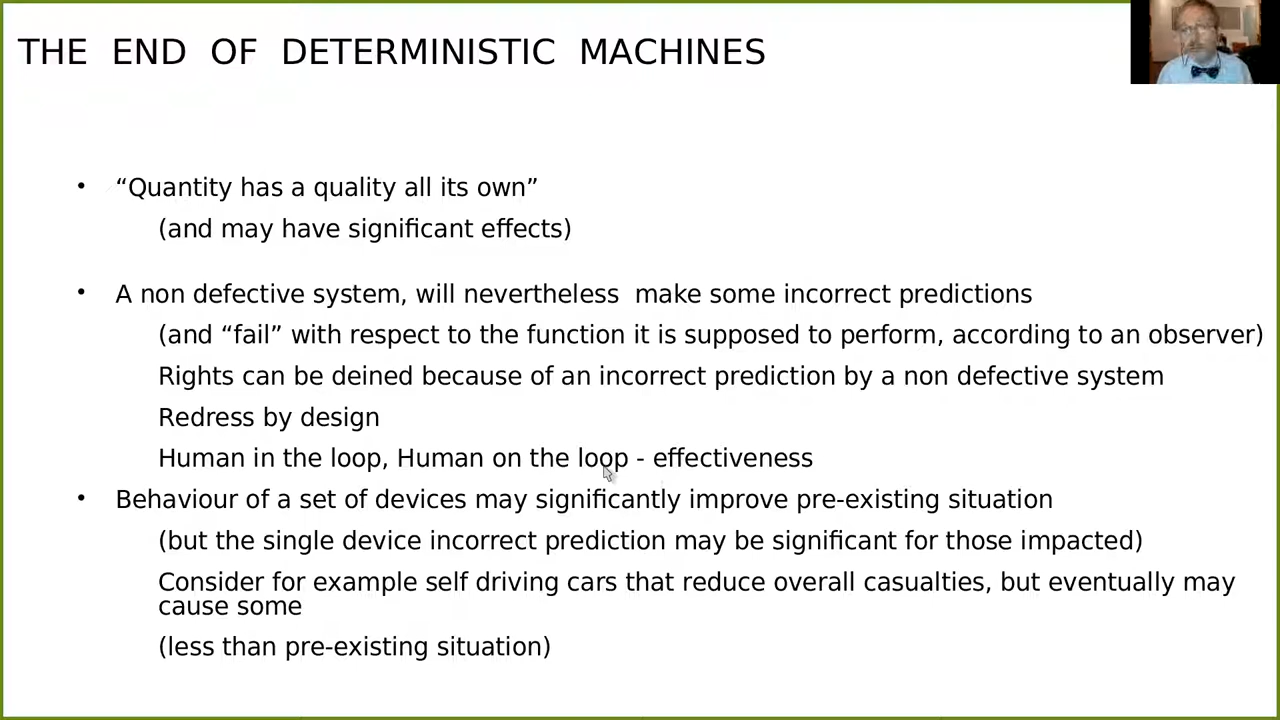 THE END OF DETERMINISTIC MACHINES
• “Quantity has a quality all its own”
(and may have significant effects)
• A non defective system, will nevertheless make some incorrect predictions
(and “fail” with respect to the function it is supposed to perform, according to an observer)
Rights can be deined because of an incorrect prediction by a non defective system
Redress by design
Human in the loop, Human on the loop - effectiveness
• Behaviour of a set of devices may significantly improve pre-existing situation
(but the single device incorrect prediction may be significant for those impacted)
Consider for example self driving cars that reduce overall casualties, but eventually may
cause some
(less than pre-existing situation)